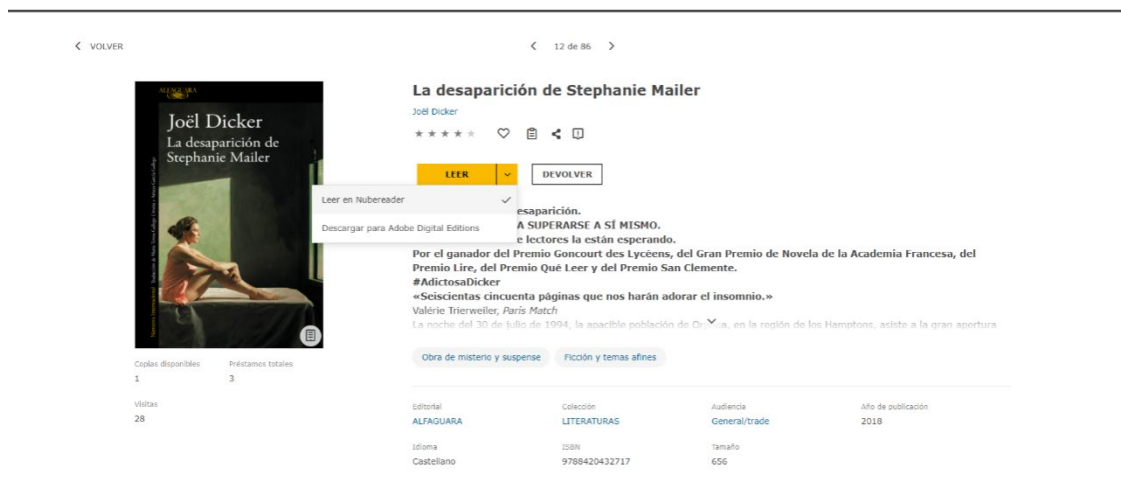 VOLVER
12 de 86
ALFAGUARA
Joël Dicker
La desaparición de
Stephanie Mailer
La desaparición de Stephanie Mailer
Joël Dicker
LEER
DEVOLVER
Leer en Nubereader
Descargar para Adobe Digital Editions
esaparición.
A SUPERARSE A SÍ MISMO.
e lectores la están esperando.
Por el ganador del Premio Goncourt des Lycéens, del Gran Premio de Novela de la Academia Francesa, del
Premio Lire, del Premio Qué Leer y del Premio San Clemente.
#AdictosaDicker
«Seiscientas cincuenta páginas que nos harán adorar el insomnio.»
Valérie Trierweiler, Paris Match
La noche del 30 de julio de 1994, la apacible población de en la región de los Hamptons, asiste a la gran apertura
Obra de misterio y suspense Ficción y temas afines
Copias disponibles Préstamos totales
1 3
Visitas
28
Editorial Colección Audiencia Año de publicación
ALFAGUARA LITERATURAS General/trade 2018
Idioma ISBN Tamaño
Castellano 9788420432717 656